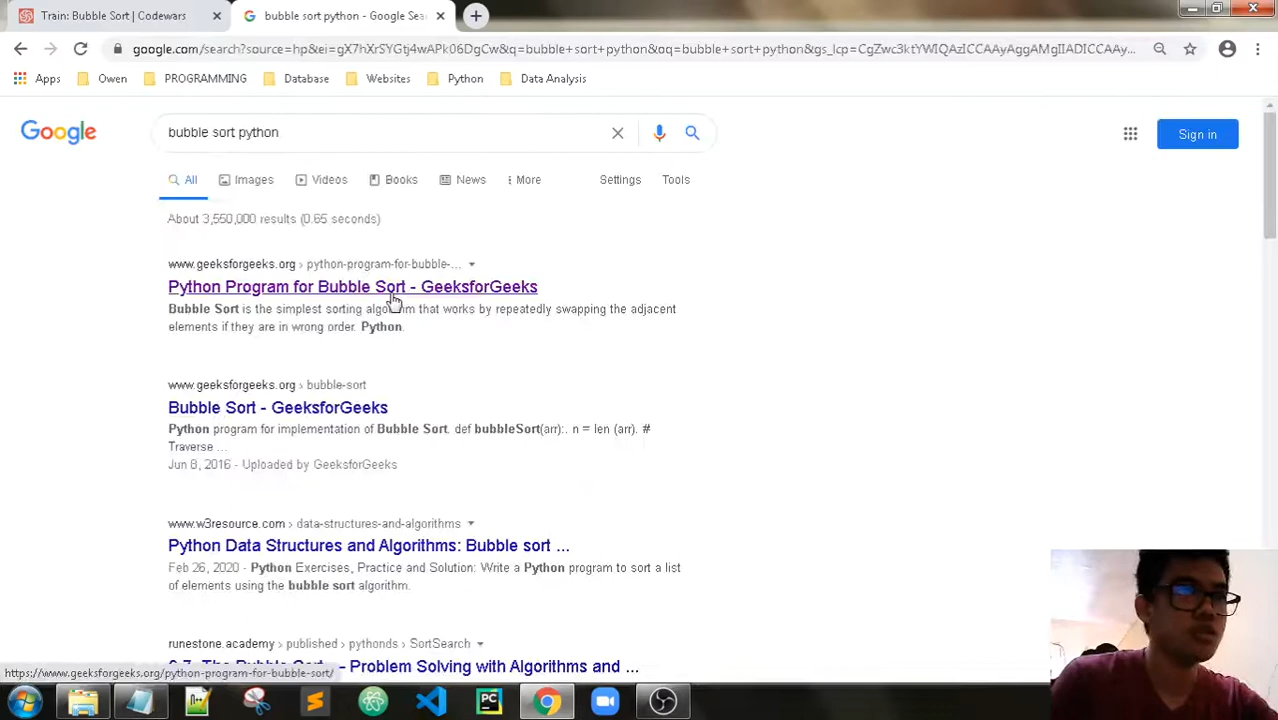 Train: Bubble Sort | Codewars
bubble sort python - Google Sea
google.com/search?source=hp&ei=gX7hXrSYGtj4wAPk06DgCw&q=bubble+sort+python&oq=bubble+sort+python&gs_lcp=CgZwc3ktYWIQAzICCAAyAggAMgIIADICCAAy...
Apps
Owen
PROGRAMMING
Database
Websites
Python
Data Analysis
Google
bubble sort python
Sign in
All
Images
Videos
Books
News
More
Settings
Tools
About 3,550,000 results (0.65 seconds)
www.geeksforgeeks.org › python-program-for-bubble-...
Python Program for Bubble Sort - GeeksforGeeks
Bubble Sort is the simplest sorting algorithm that works by repeatedly swapping the adjacent
elements if they are in wrong order. Python.
www.geeksforgeeks.org › bubble-sort
Bubble Sort - GeeksforGeeks
Python program for implementation of Bubble Sort. def bubbleSort(arr):. n = len (arr). #
Traverse ...
Jun 8, 2016 - Uploaded by GeeksforGeeks
www.w3resource.com › data-structures-and-algorithms
Python Data Structures and Algorithms: Bubble sort ...
Feb 26, 2020 - Python Exercises, Practice and Solution: Write a Python program to sort a list
of elements using the bubble sort algorithm.
runestone.academy › published › pythonds › SortSearch
The Bubble Sort — Problem Solving with Algorithms and ...
https://www.geeksforgeeks.org/python-program-for-bubble-sort/
PC